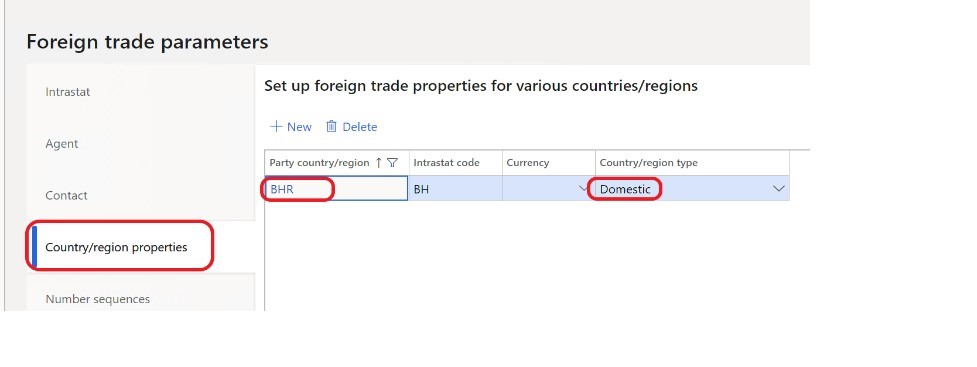 Foreign trade parameters
Intrastat
Agent
Contact
Country/region properties
Number sequences
Set up foreign trade properties for various countries/regions
New Delete
Party country/region Intrastat code Currency Country/region type
BHR BH Domestic